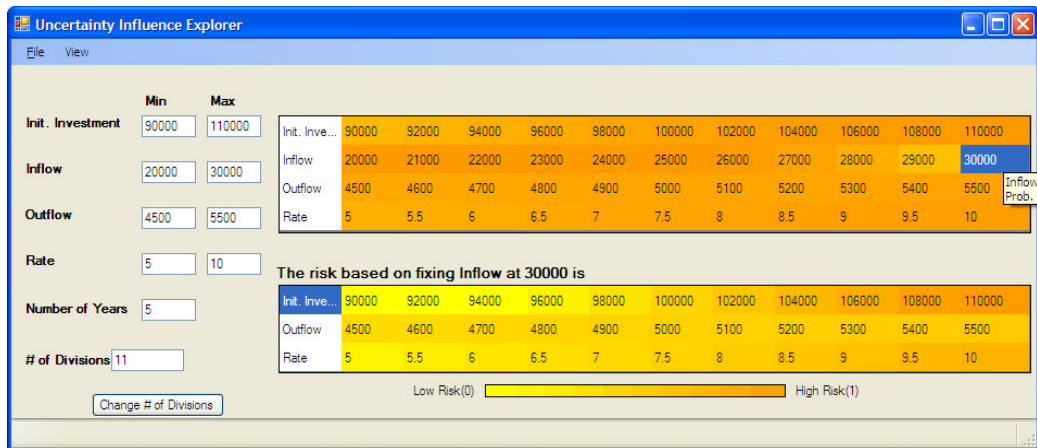 Uncertainty Influence Explorer
File View
Min Max
Init. Investment 90000 110000
Inflow 20000 30000
Outflow 4500 5500
Rate 5 10
Number of Years 5
# of Divisions 11
Change # of Divisions
Init. Inve... 90000 92000 94000 96000 98000 100000 102000 104000 106000 108000 110000
Inflow 20000 21000 22000 23000 24000 25000 26000 27000 28000 29000 30000
Outflow 4500 4600 4700 4800 4900 5000 5100 5200 5300 5400 5500
Rate 5 5.5 6 6.5 7 7.5 8 8.5 9 9.5 10
Inflow
Prob.
The risk based on fixing Inflow at 30000 is
Init. Inve... 90000 92000 94000 96000 98000 100000 102000 104000 106000 108000 110000
Outflow 4500 4600 4700 4800 4900 5000 5100 5200 5300 5400 5500
Rate 5 5.5 6 6.5 7 7.5 8 8.5 9 9.5 10
Low Risk(0) High Risk(1)